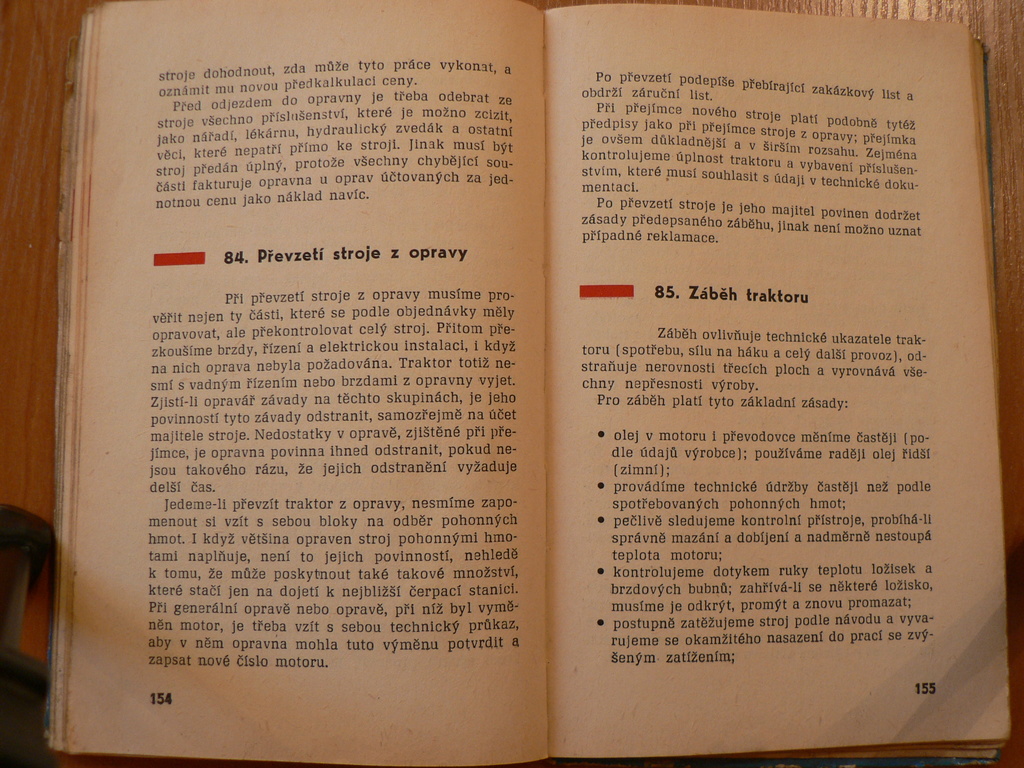 stroje dohodnout, zda může tyto práce vykonat, a
oznámit mu novou předkalkulaci ceny.
Před odjezdem do opravny je třeba odebrat ze
stroje všechno příslušenství, které je možno zcizit,
jako nářadí, lékárnu, hydraulický zvedák a ostatní
věci, které nepatří přímo ke stroji. Jinak musí být
stroj předán úplný, protože všechny chybějící sou-
části fakturuje opravna u oprav účtovaných za jed-
notnou cenu jako náklad navíc.
84. Převzetí stroje z opravy
Při převzetí stroje z opravy musíme pro-
věřit nejen ty části, které se podle objednávky měly
opravovat, ale překontrolovat celý stroj. Přitom pře-
zkoušíme brzdy, řízení a elektrickou instalaci, i když
na nich oprava nebyla požadována. Traktor totiž ne-
smí s vadným řízením nebo brzdami z opravny vyjet.
Zjistí-li opravář závady na těchto skupinách, je jeho
povinností tyto závady odstranit, samozřejmě na účet
majitele stroje. Nedostatky v opravě, zjištěné při pře-
jímce, je opravna povinna ihned odstranit, pokud ne-
jsou takového rázu, že jejich odstranění vyžaduje
delší čas.
Jedeme-li převzít traktor z opravy, nesmíme zapo-
menout si vzít s sebou bloky na odběr pohonných
hmot. I když většina opraven stroj pohonnými hmo-
tami naplňuje, není to jejich povinností, nehledě
k tomu, že může poskytnout také takové množství,
které stačí jen na dojetí k nejbližší čerpací stanici.
Při generální opravě nebo opravě, při níž byl vymě-
něn motor, je třeba vzít s sebou technický průkaz,
aby v něm opravna mohla tuto výměnu potvrdit a
zapsat nové číslo motoru.
154
Po převzetí podepíše přebírající zakázkový list a
obdrží záruční list.
Při přejímce nového stroje platí podobně tytéž
předpisy jako při přejímce stroje z opravy; přejímka
je ovšem důkladnější a v širším rozsahu. Zejména
kontrolujeme úplnost traktoru a vybavení příslušen-
stvím, které musí souhlasit s údaji v technické doku-
mentaci.
Po převzetí stroje je jeho majitel povinen dodržet
zásady předepsaného záběhu, jinak není možno uznat
případné reklamace.
85. Záběh traktoru
Záběh ovlivňuje technické ukazatele trak-
toru (spotřebu, sílu na háku a celý další provoz), od-
straňuje nerovnosti třecích ploch a vyrovnává vše-
chny nepřesnosti výroby.
Pro záběh platí tyto základní zásady:
• olej v motoru i převodovce měníme častěji (po-
dle údajů výrobce); používáme raději olej řidší
(zimní);
• provádíme technické údržby častěji než podle
spotřebovaných pohonných hmot;
• pečlivě sledujeme kontrolní přístroje, probíhá-li
správně mazání a dobíjení a nadměrně nestoupá
teplota motoru;
• kontrolujeme dotykem ruky teplotu ložisek a
brzdových bubnů; zahřívá-li se některé ložisko,
musíme je odkrýt, promýt a znovu promazat;
• postupně zatěžujeme stroj podle návodu a vyva-
rujeme se okamžitého nasazení do prací se zvý-
šeným zatížením;
155